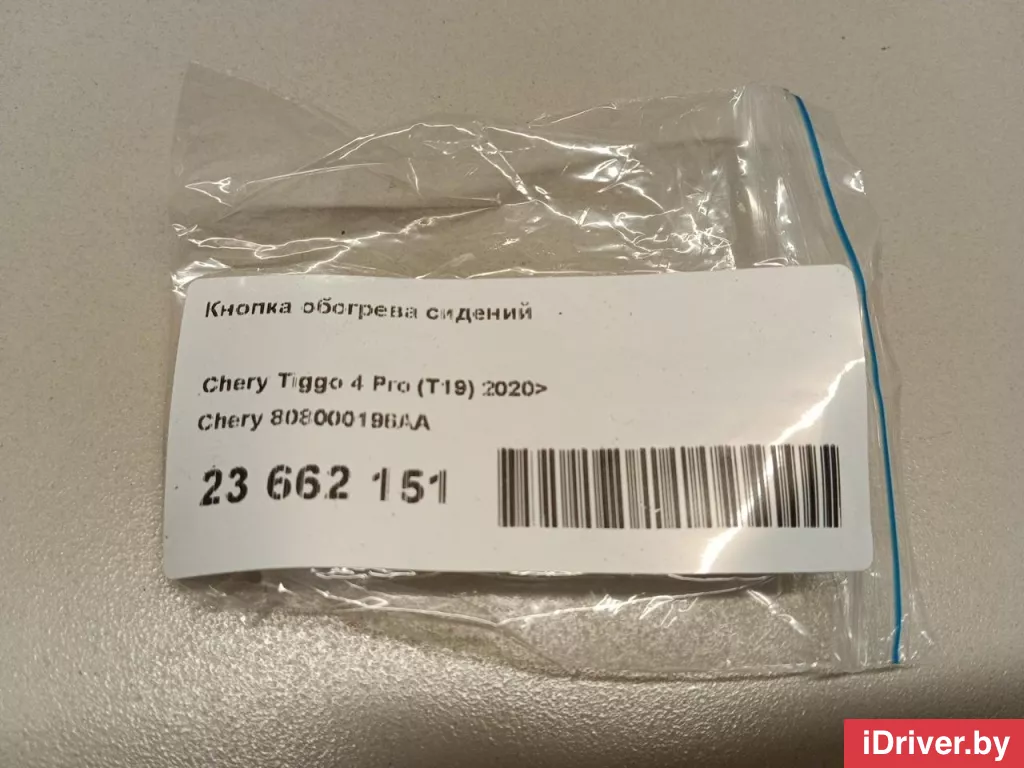 Кнопка обогрева сидений
Chery Tiggo 4 Pro (T19) 2020>
Chery 808000196AA
23 662 151
iDriver.by